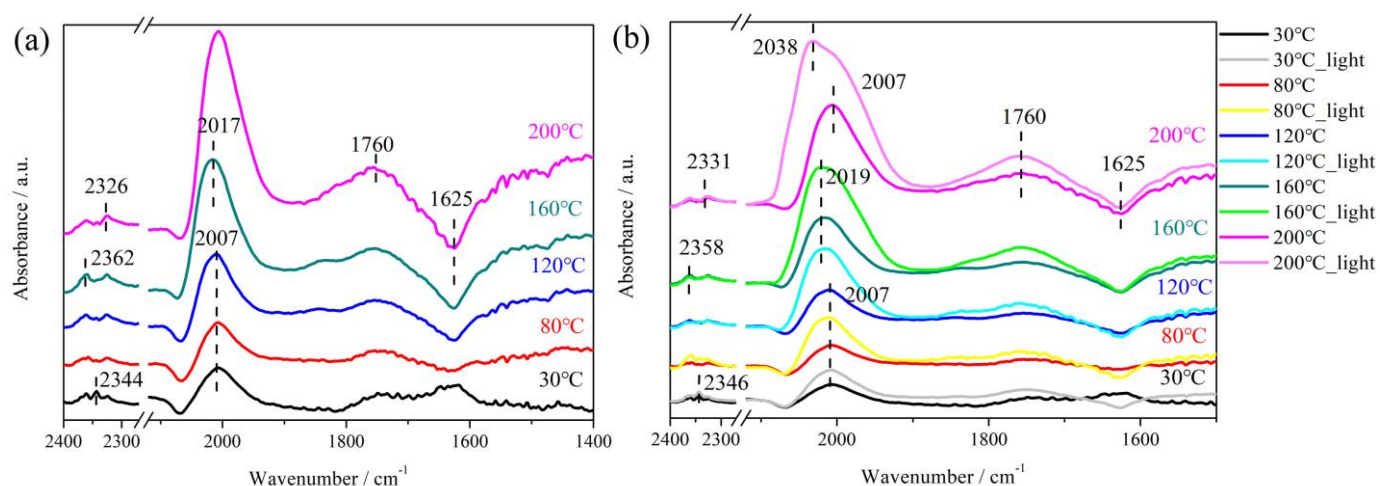 (a)
2017
200℃
1760
2326
1625
160℃
2007
2362
120℃
80℃
2344
30℃
Absorbance / a.u.
2400 2300 2000 1800 1600 1400
Wavenumber / cm-1
(b)
2038
2007
1760
200℃
2331
1625
2019
160℃
2358
120℃
2007
80℃
30℃
2346
Absorbance / a.u.
2400 2300 2000 1800 1600
Wavenumber / cm-1
30℃
30℃_light
80℃
80℃_light
120℃
120℃_light
160℃
160℃_light
200℃
200℃_light